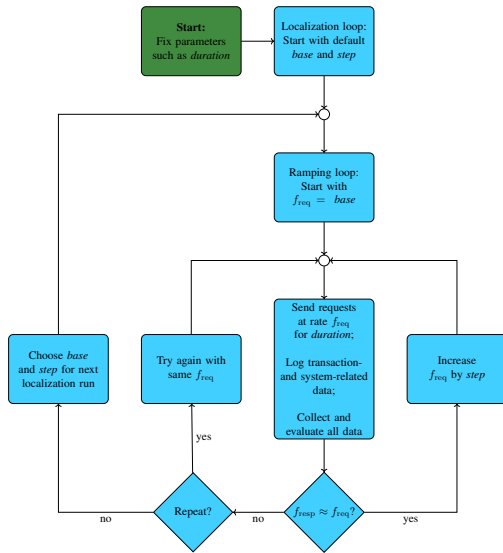 Start:
Fix parameters
such as duration
Localization loop:
Start with default
base and step
Ramping loop:
Start with
f_req = base
Send requests
at rate f_req
for duration;
Log transaction-
and system-related
data;
Collect and
evaluate all data
Choose base
and step for next
localization run
Try again with
same f_req
Increase
f_req by step
yes
Repeat?
f_resp ≈ f_req?
no
no
yes